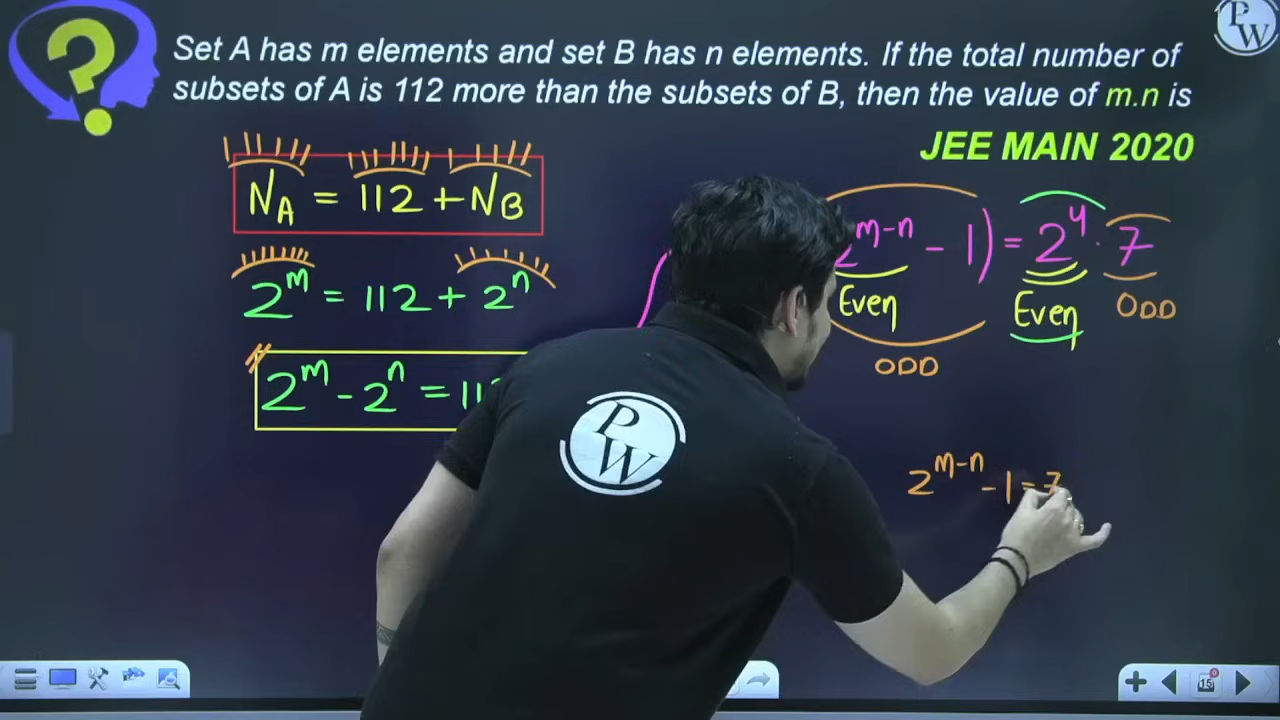 Set A has m elements and set B has n elements. If the total number of
subsets of A is 112 more than the subsets of B, then the value of m.n is
JEE MAIN 2020
P
W
N_A = 112 + N_B
2^m = 112 + 2^n
2^m - 2^n = 11
2^{m-n} - 1) = 2^4 . 7
Even
Even
ODD
ODD
2^{m-n} - 1 = 7
P
W
15